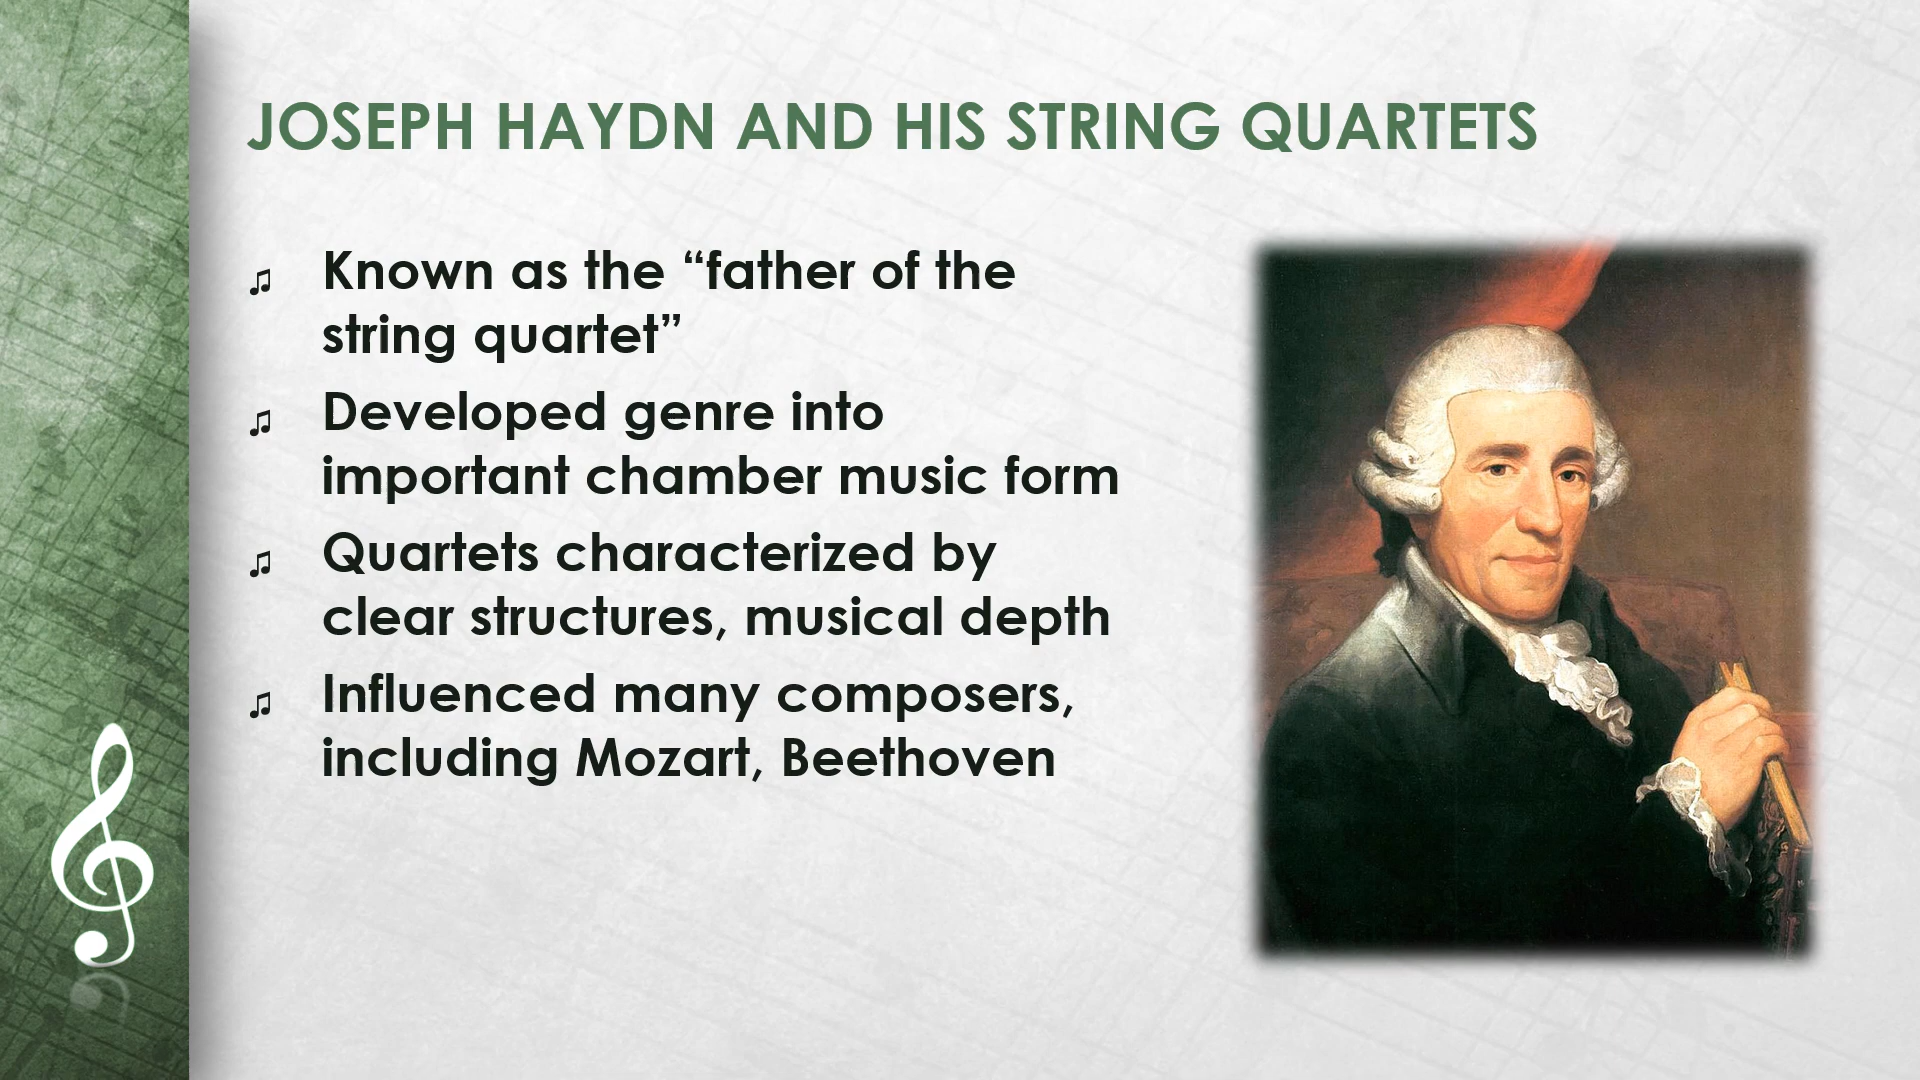 JOSEPH HAYDN AND HIS STRING QUARTETS
♫ Known as the “father of the
string quartet”
♫ Developed genre into
important chamber music form
♫ Quartets characterized by
clear structures, musical depth
♫ Influenced many composers,
including Mozart, Beethoven